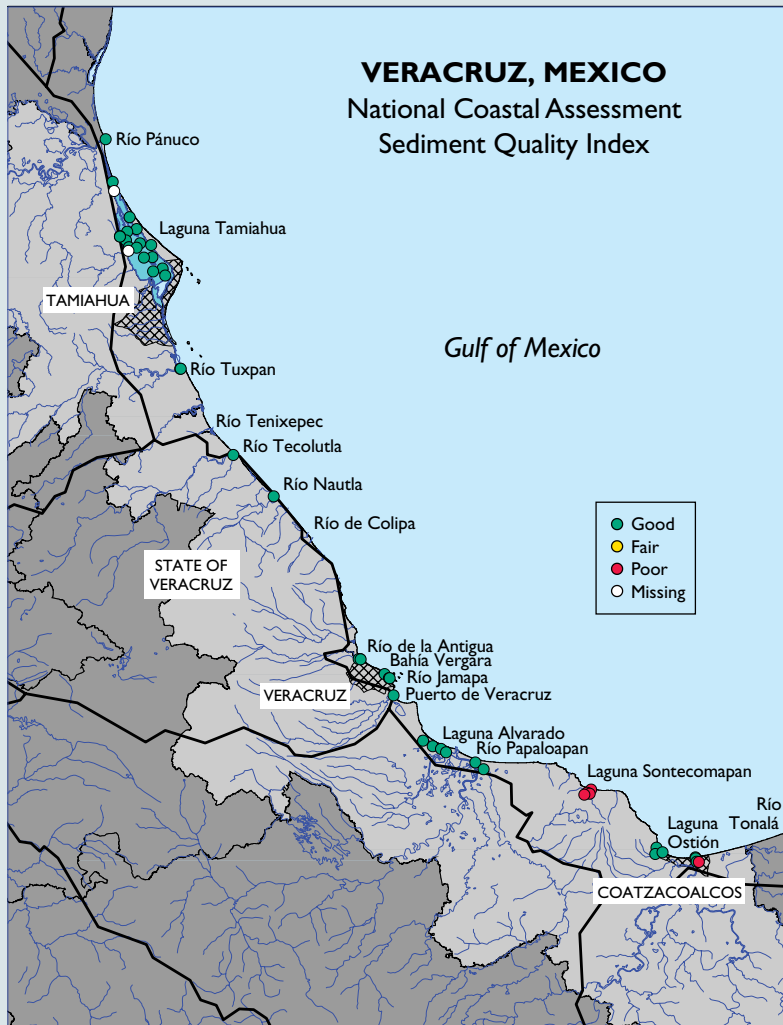 VERACRUZ, MEXICO
National Coastal Assessment
Sediment Quality Index
Río Pánuco
Laguna Tamiahua
TAMIAHUA
Gulf of Mexico
Río Tuxpan
Río Tenixepec
Río Tecolutla
Río Nautla
Río de Colipa
Good
Fair
Poor
Missing
STATE OF
VERACRUZ
Río de la Antigua
Bahía Vergara
Río Jamapa
VERACRUZ
Puerto de Veracruz
Laguna Alvarado
Río Papaloapan
Laguna Sontecomapan
Río
Tonalá
Laguna
Ostión
COATZACOALCOS